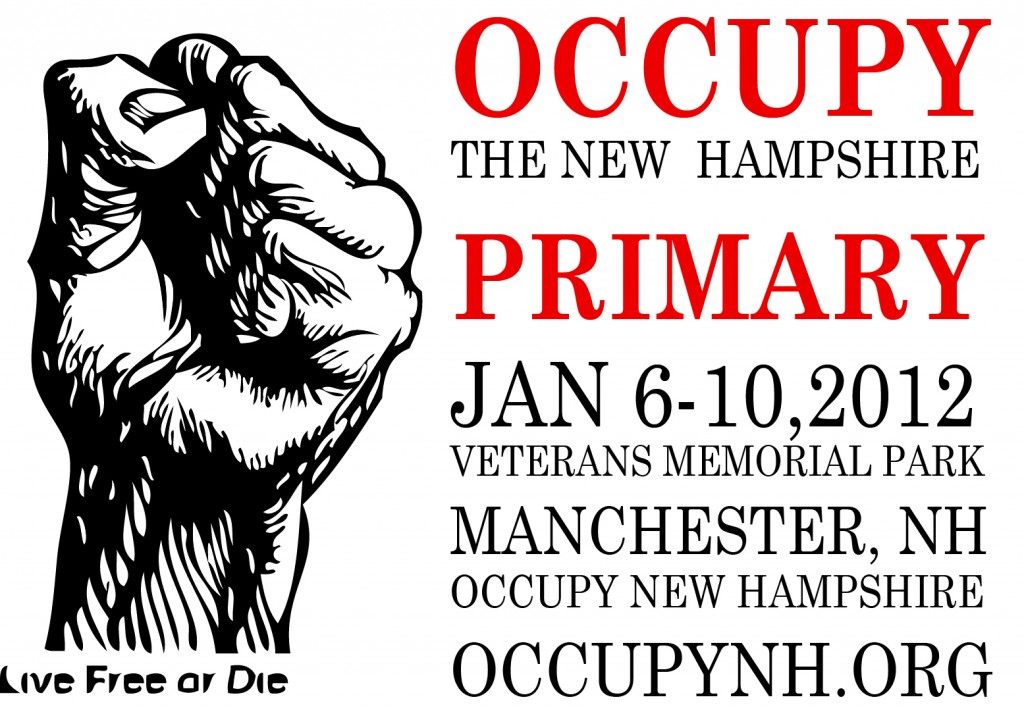 OCCUPY
THE NEW HAMPSHIRE
PRIMARY
JAN 6-10,2012
VETERANS MEMORIAL PARK
MANCHESTER, NH
OCCUPY NEW HAMPSHIRE
OCCUPYNH.ORG
Live Free or Die